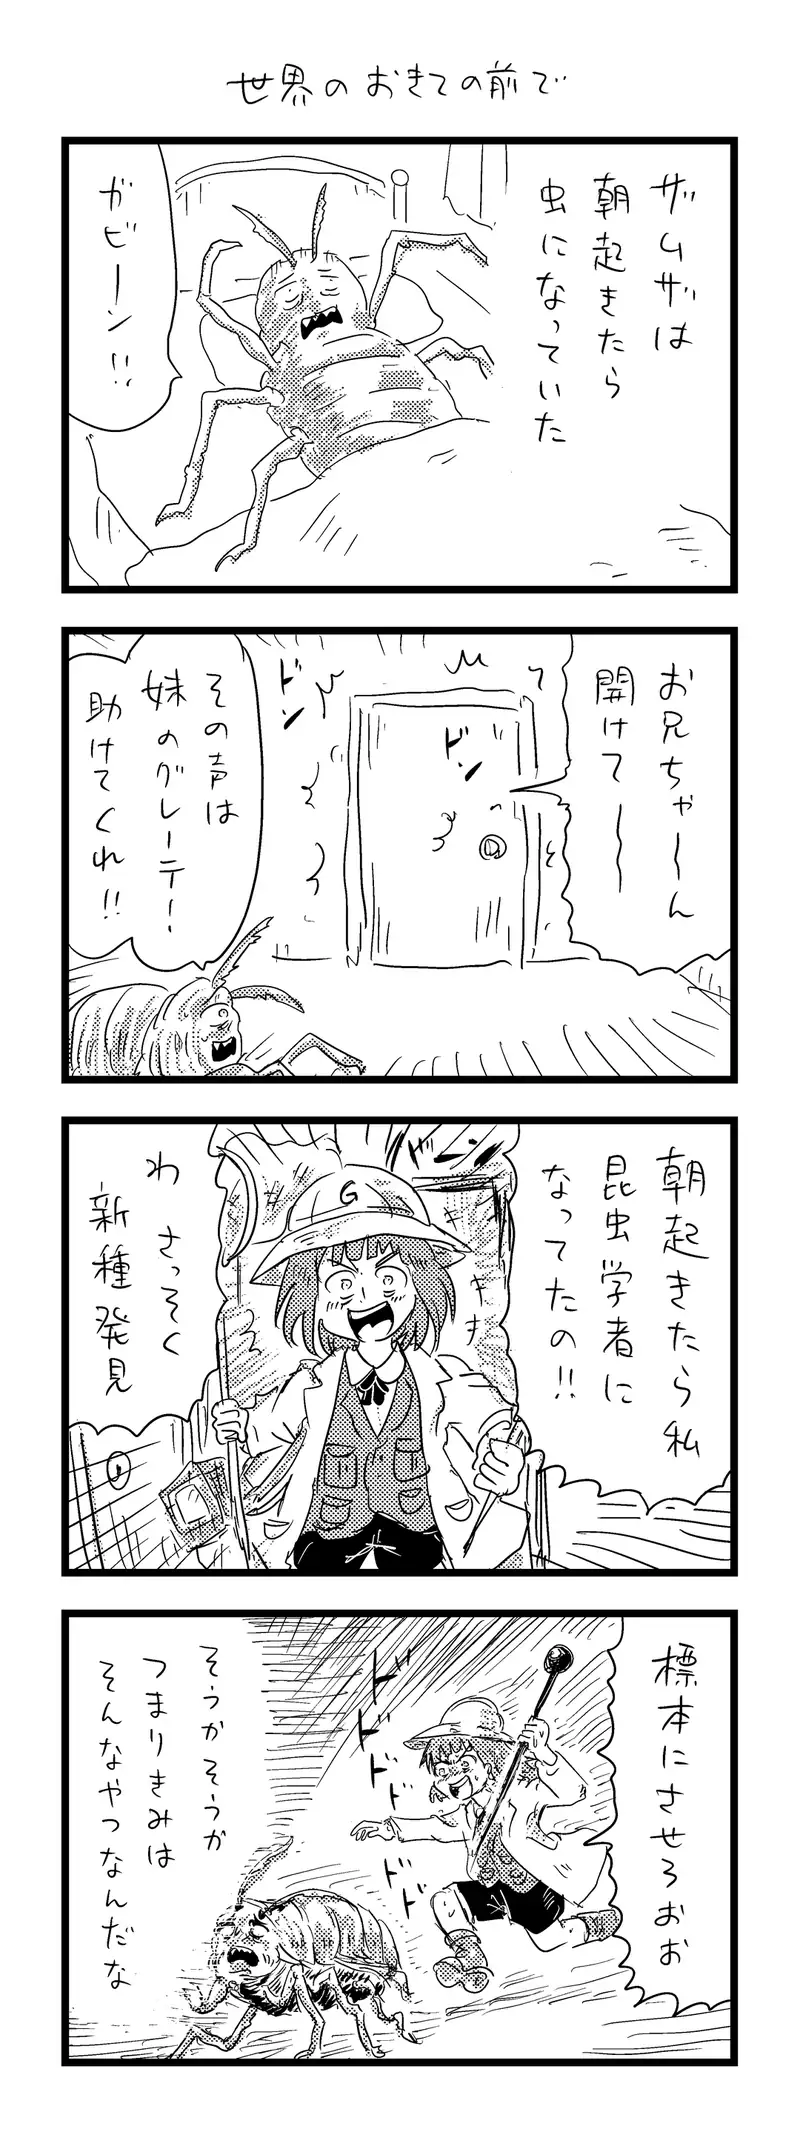 世界のおきての前で
ザムザは
朝起きたら
虫になっていた
ガビーン!!
お兄ちゃ〜ん
開けて〜〜
ドン
ドン
その声は
妹のグレーテ!
助けてくれ!!
朝起きたら私
昆虫学者に
なってたの!!
G
わ さっそく
新種発見
標本にさせろおお
ドドドドドド
そうかそうか
つまりきみは
そんなやつなんだな